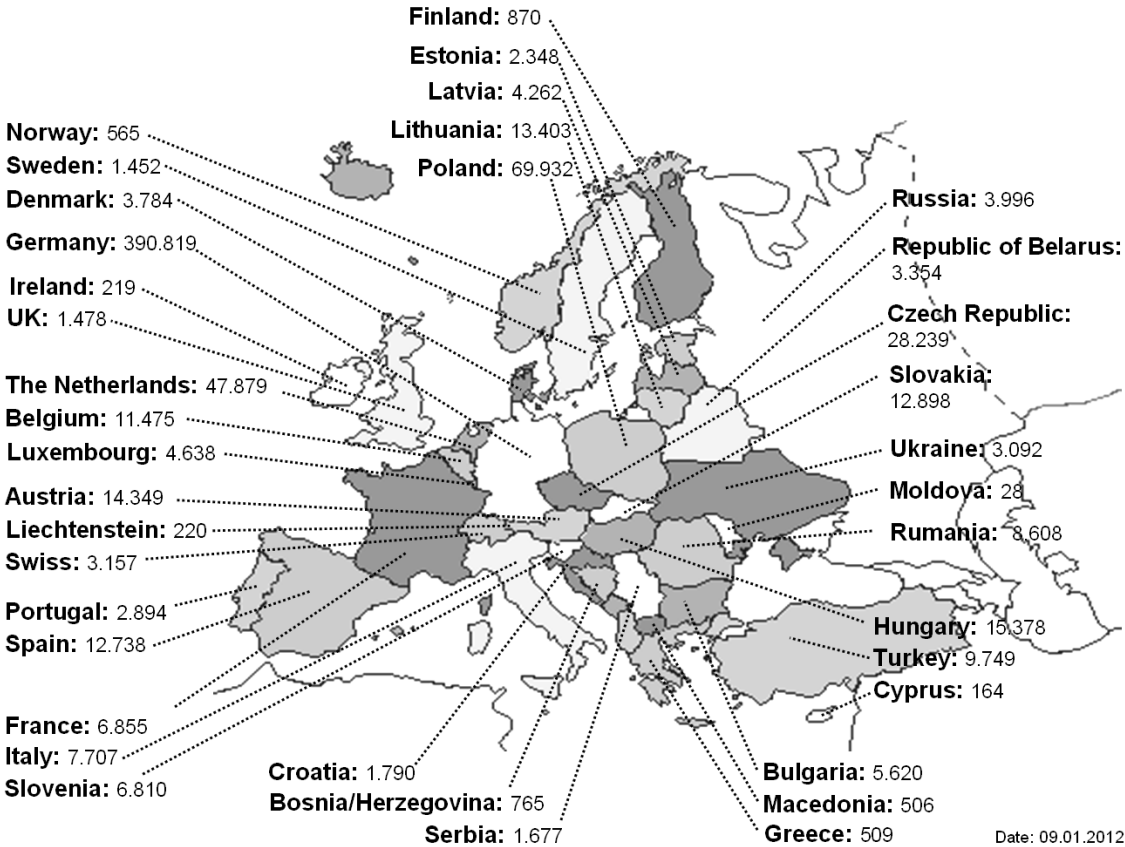 Finland: 870
Estonia: 2.348
Latvia: 4.262
Lithuania: 13.403
Poland: 69.932
Norway: 565
Sweden: 1.452
Denmark: 3.784
Germany: 390.819
Ireland: 219
UK: 1.478
The Netherlands: 47.879
Belgium: 11.475
Luxembourg: 4.638
Austria: 14.349
Liechtenstein: 220
Swiss: 3.157
Portugal: 2.894
Spain: 12.738
France: 6.855
Italy: 7.707
Slovenia: 6.810
Croatia: 1.790
Bosnia/Herzegovina: 765
Serbia: 1.677
Russia: 3.996
Republic of Belarus:
3.354
Czech Republic:
28.239
Slovakia:
12.898
Ukraine: 3.092
Moldova: 28
Rumania: 8.608
Hungary: 15.378
Turkey: 9.749
Cyprus: 164
Bulgaria: 5.620
Macedonia: 506
Greece: 509
Date: 09.01.2012